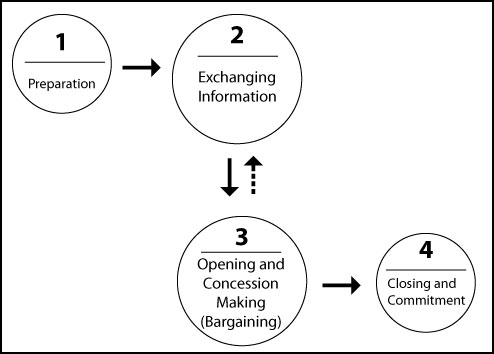 1
Preparation
2
Exchanging
Information
3
Opening and
Concession
Making
(Bargaining)
4
Closing and
Commitment